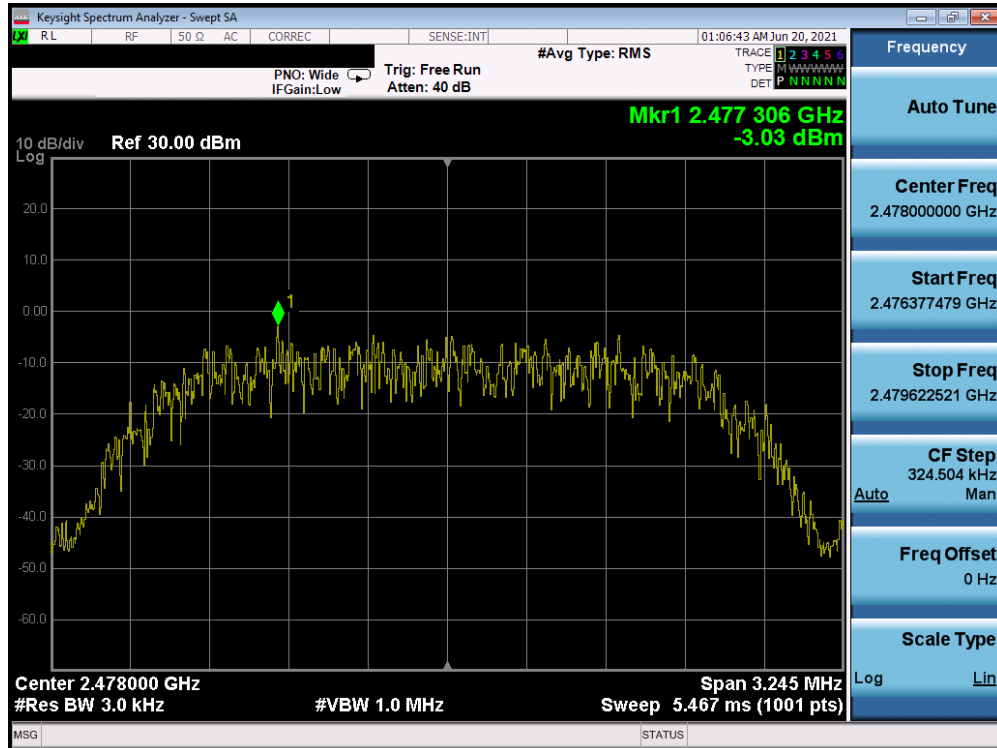 Keysight Spectrum Analyzer - Swept SA
LXI RL RF 50 Ω AC CORREC SENSE:INT 01:06:43 AM Jun 20, 2021
#Avg Type: RMS
TRACE 1 2 3 4 5 6
TYPE M W W W W W
DET P N N N N N
PNO: Wide Trig: Free Run
IFGain:Low Atten: 40 dB
Mkr1 2.477 306 GHz
-3.03 dBm
10 dB/div Ref 30.00 dBm
Log
20.0
10.0
0.00
-10.0
-20.0
-30.0
-40.0
-50.0
-60.0
1
Center 2.478000 GHz Span 3.245 MHz
#Res BW 3.0 kHz #VBW 1.0 MHz Sweep 5.467 ms (1001 pts)
MSG STATUS
Frequency
Auto Tune
Center Freq
2.478000000 GHz
Start Freq
2.476377479 GHz
Stop Freq
2.479622521 GHz
CF Step
324.504 kHz
Auto Man
Freq Offset
0 Hz
Scale Type
Log Lin